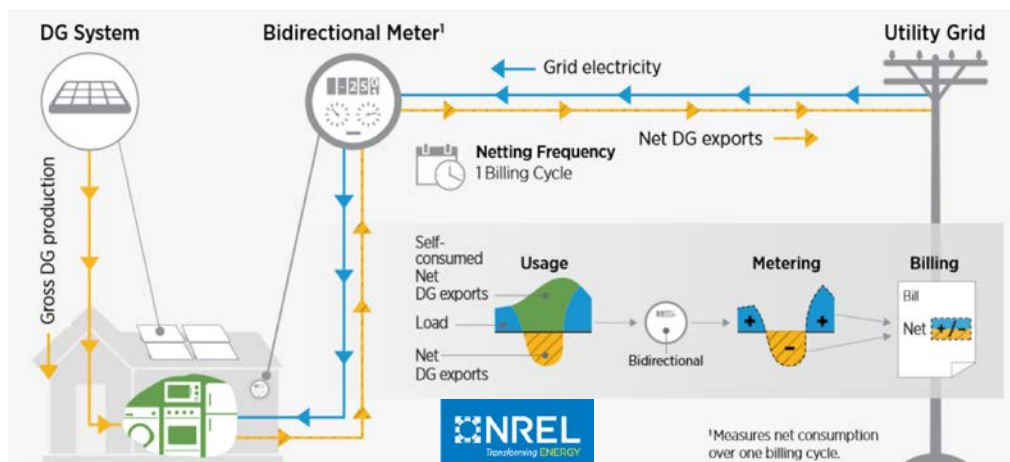 DG System
Bidirectional Meter¹
Utility Grid
Grid electricity
Net DG exports
Netting Frequency
1 Billing Cycle
Gross DG production
Self-
consumed
Net
DG exports
Load
Net
DG exports
Usage
Bidirectional
Metering
+
+
-
Billing
Bill
Net +/-
NREL
Transforming ENERGY
¹Measures net consumption
over one billing cycle.